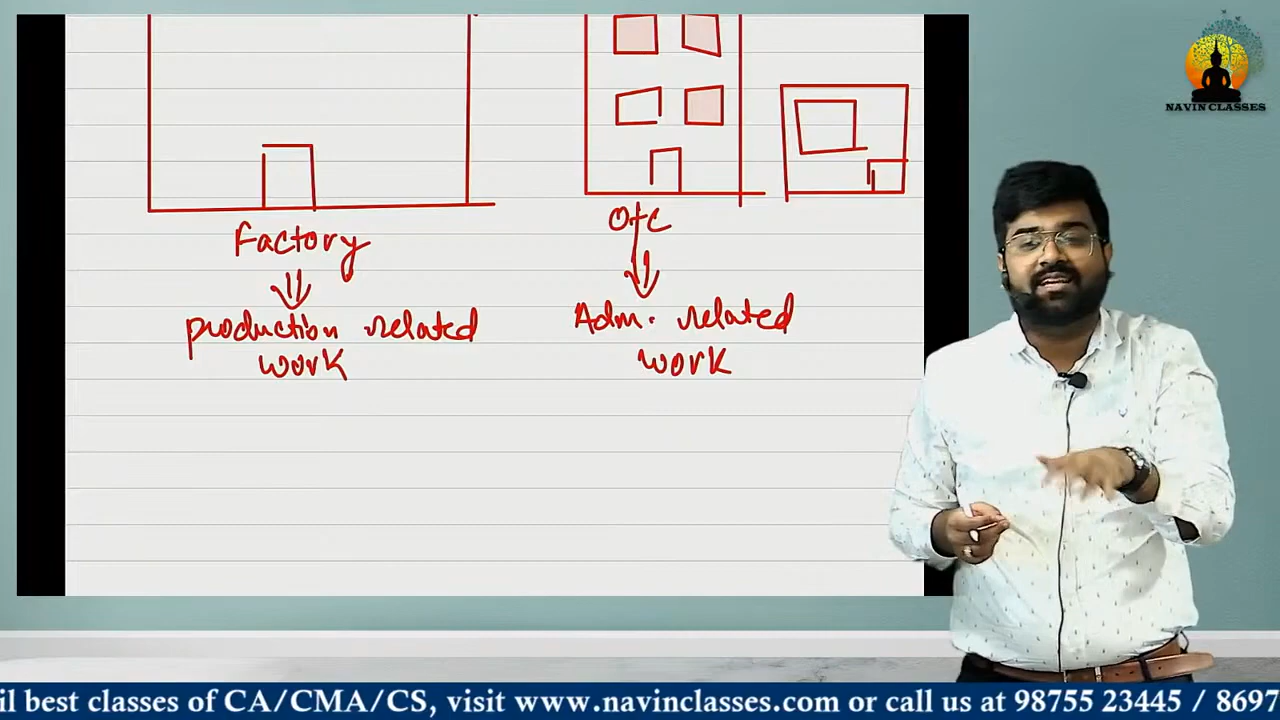 NAVIN CLASSES
Factory
Ofc
production related
work
Adm. related
work
il best classes of CA/CMA/CS, visit www.navinclasses.com or call us at 98755 23445 / 8697